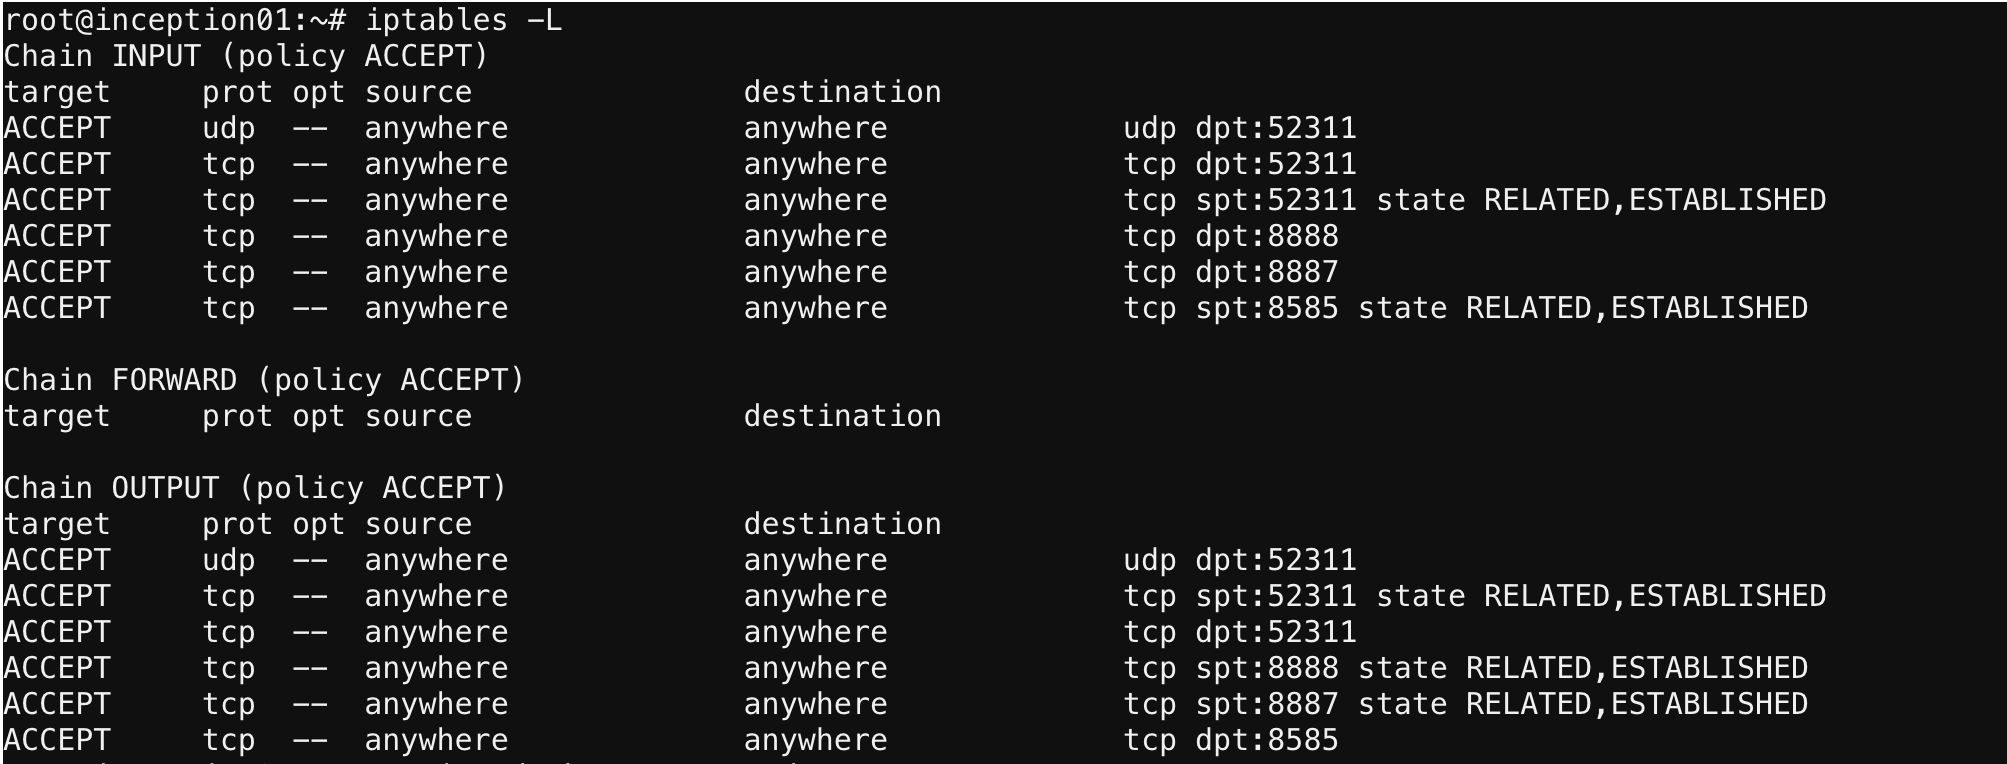 root@inception01:~# iptables -L
Chain INPUT (policy ACCEPT)
target     prot opt source               destination
ACCEPT     udp  --  anywhere             anywhere             udp dpt:52311
ACCEPT     tcp  --  anywhere             anywhere             tcp dpt:52311
ACCEPT     tcp  --  anywhere             anywhere             tcp spt:52311 state RELATED,ESTABLISHED
ACCEPT     tcp  --  anywhere             anywhere             tcp dpt:8888
ACCEPT     tcp  --  anywhere             anywhere             tcp dpt:8887
ACCEPT     tcp  --  anywhere             anywhere             tcp spt:8585 state RELATED,ESTABLISHED
Chain FORWARD (policy ACCEPT)
target     prot opt source               destination
Chain OUTPUT (policy ACCEPT)
target     prot opt source               destination
ACCEPT     udp  --  anywhere             anywhere             udp dpt:52311
ACCEPT     tcp  --  anywhere             anywhere             tcp spt:52311 state RELATED,ESTABLISHED
ACCEPT     tcp  --  anywhere             anywhere             tcp dpt:52311
ACCEPT     tcp  --  anywhere             anywhere             tcp spt:8888 state RELATED,ESTABLISHED
ACCEPT     tcp  --  anywhere             anywhere             tcp spt:8887 state RELATED,ESTABLISHED
ACCEPT     tcp  --  anywhere             anywhere             tcp dpt:8585